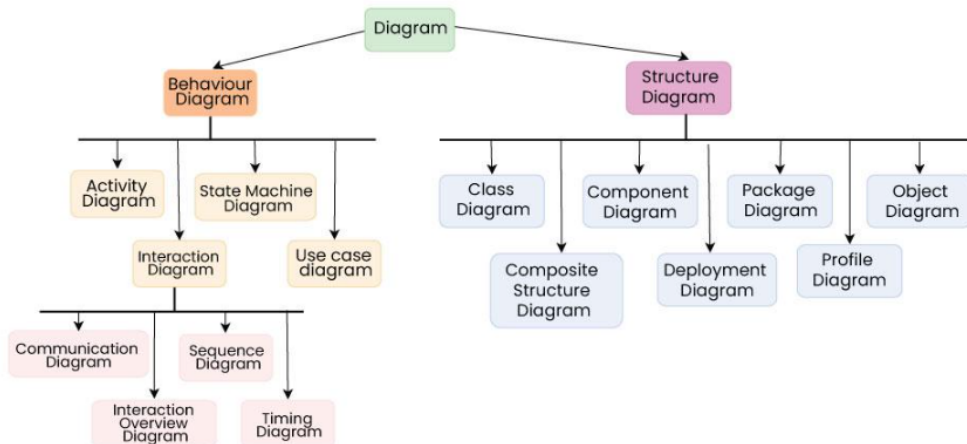 Diagram
Behaviour
Diagram
Structure
Diagram
Activity
Diagram
State Machine
Diagram
Interaction
Diagram
Use case
diagram
Class
Diagram
Component
Diagram
Package
Diagram
Object
Diagram
Composite
Structure
Diagram
Deployment
Diagram
Profile
Diagram
Communication
Diagram
Sequence
Diagram
Interaction
Overview
Diagram
Timing
Diagram